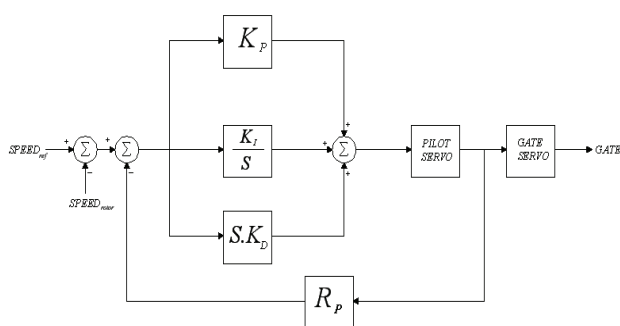 K_P
+
+
+
+
SPEED_ref
Σ
Σ
K_I
S
Σ
PILOT
SERVO
GATE
SERVO
GATE
−
−
+
SPEED_rotor
S.K_D
R_P